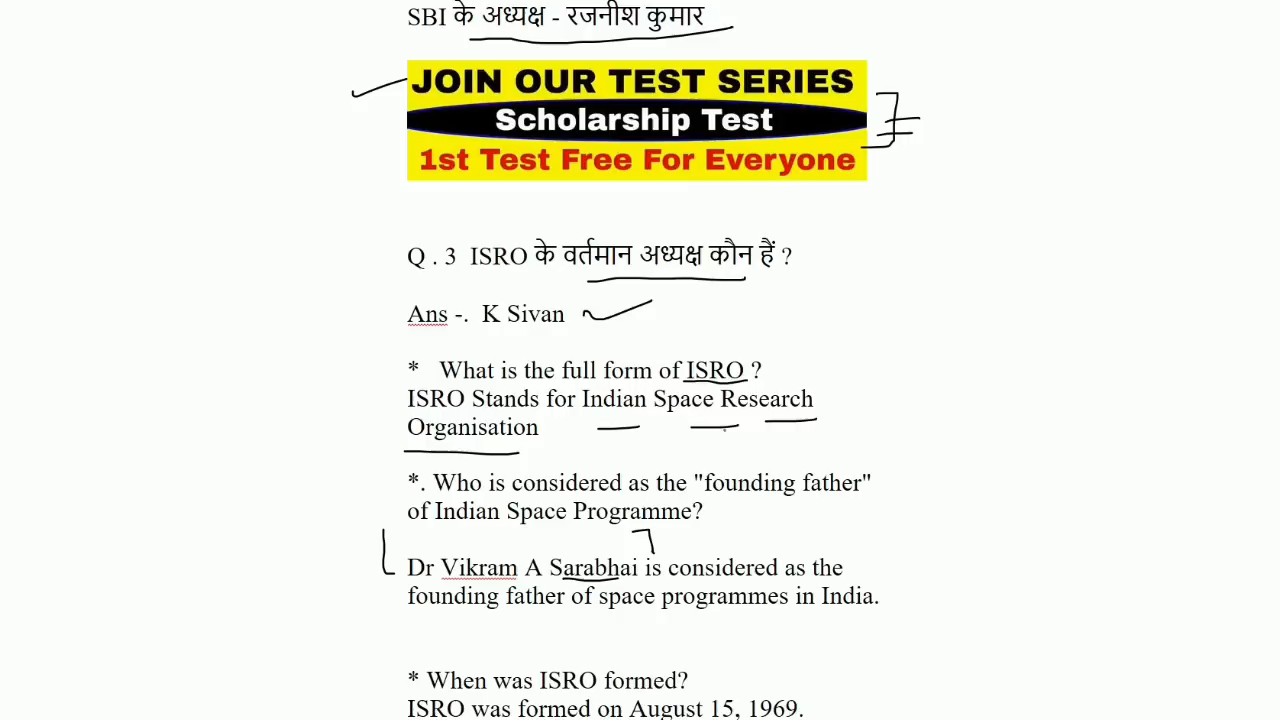 SBI के अध्यक्ष - रजनीश कुमार
JOIN OUR TEST SERIES
Scholarship Test
1st Test Free For Everyone
Q . 3 ISRO के वर्तमान अध्यक्ष कौन हैं ?
Ans -. K Sivan
* What is the full form of ISRO ?
ISRO Stands for Indian Space Research
Organisation
*. Who is considered as the "founding father"
of Indian Space Programme?
Dr Vikram A Sarabhai is considered as the
founding father of space programmes in India.
* When was ISRO formed?
ISRO was formed on August 15, 1969.